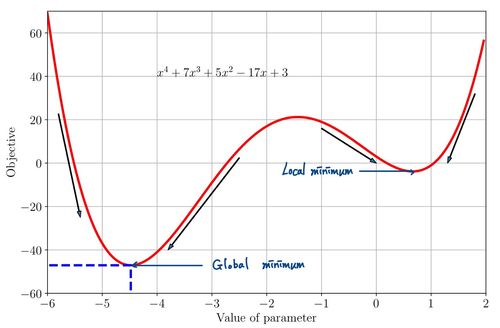 60
40
20
0
−20
−40
−60
Objective
x⁴ + 7x³ + 5x² − 17x + 3
Local minimum
Global minimum
−6 −5 −4 −3 −2 −1 0 1 2
Value of parameter